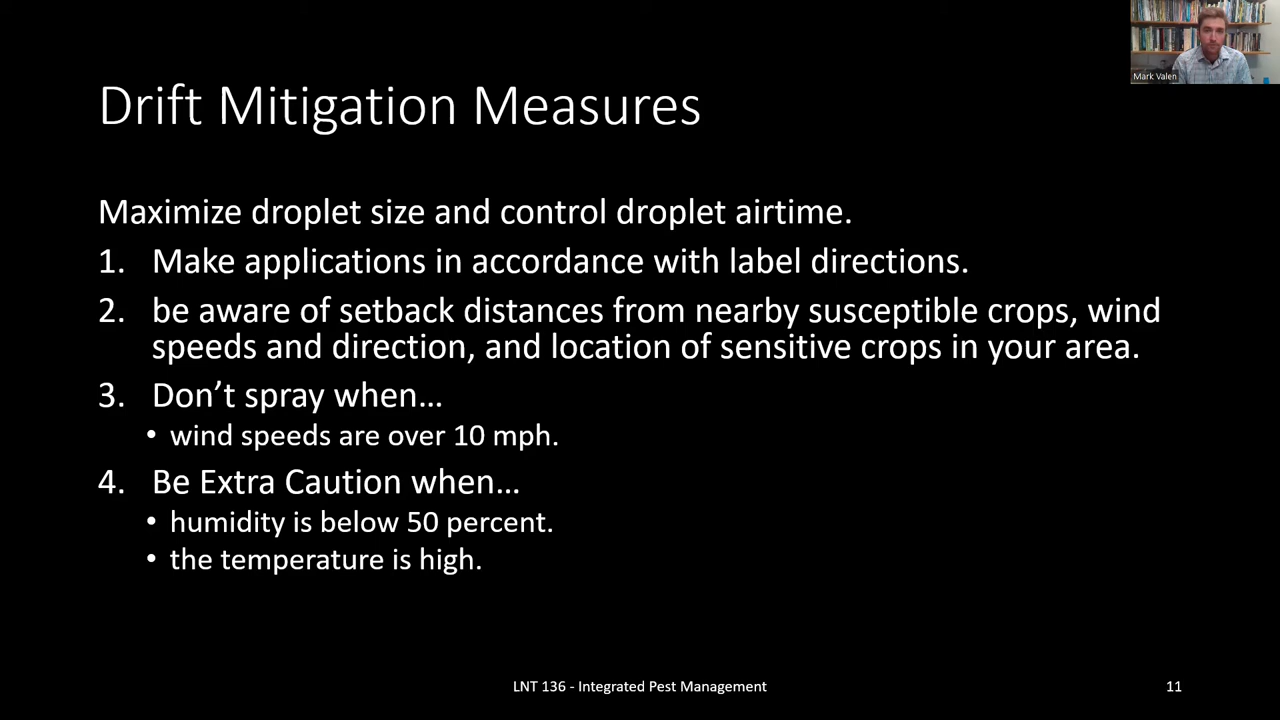 Mark Valen
Drift Mitigation Measures
Maximize droplet size and control droplet airtime.
1. Make applications in accordance with label directions.
2. be aware of setback distances from nearby susceptible crops, wind
speeds and direction, and location of sensitive crops in your area.
3. Don’t spray when…
• wind speeds are over 10 mph.
4. Be Extra Caution when…
• humidity is below 50 percent.
• the temperature is high.
LNT 136 - Integrated Pest Management
11